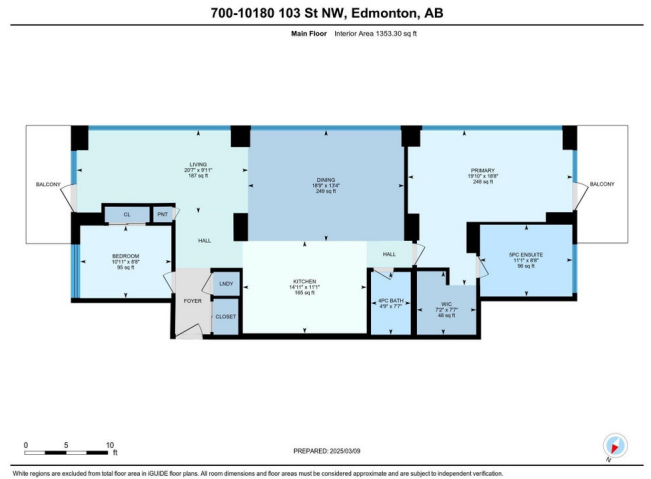 700-10180 103 St NW, Edmonton, AB
Main Floor Interior Area 1353.30 sq ft
LIVING
20'7" x 9'11"
187 sq ft
DINING
18'9" x 13'4"
249 sq ft
PRIMARY
19'10" x 18'9"
249 sq ft
BALCONY
BALCONY
CL
PNT
HALL
BEDROOM
10'11" x 8'8"
95 sq ft
HALL
5PC ENSUITE
11'1" x 8'8"
96 sq ft
KITCHEN
14'11" x 11'1"
165 sq ft
LNDY
FOYER
4PC BATH
4'9" x 7'7"
WIC
7'2" x 7'7"
48 sq ft
CLOSET
0 5 10
ft
PREPARED: 2025/03/09
N
White regions are excluded from total floor area in iGUIDE floor plans. All room dimensions and floor areas must be considered approximate and are subject to independent verification.